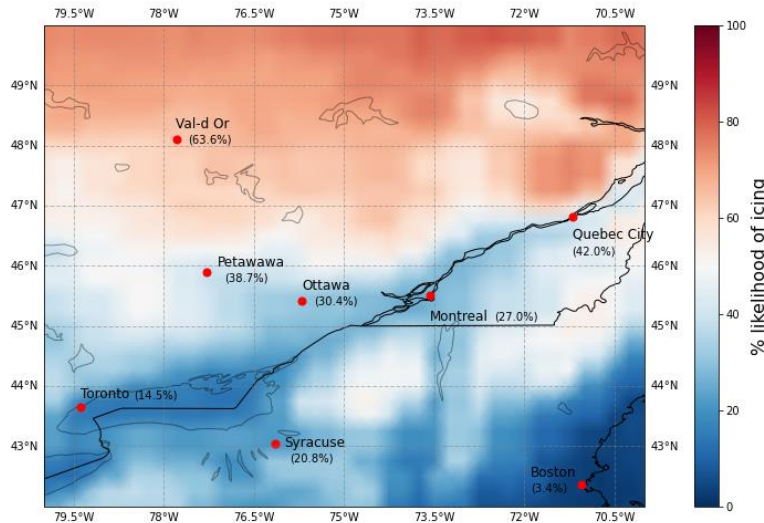 79.5°W 78°W 76.5°W 75°W 73.5°W 72°W 70.5°W
100
49°N 49°N
Val-d Or
(63.6%)
80
48°N 48°N
47°N 47°N
Quebec City
(42.0%)
60
Petawawa
(38.7%)
46°N 46°N
Ottawa
(30.4%)
Montreal (27.0%)
45°N 45°N
40
44°N 44°N
Toronto (14.5%)
43°N 43°N
Syracuse
(20.8%)
20
Boston
(3.4%)
0
79.5°W 78°W 76.5°W 75°W 73.5°W 72°W 70.5°W
% likelihood of icing